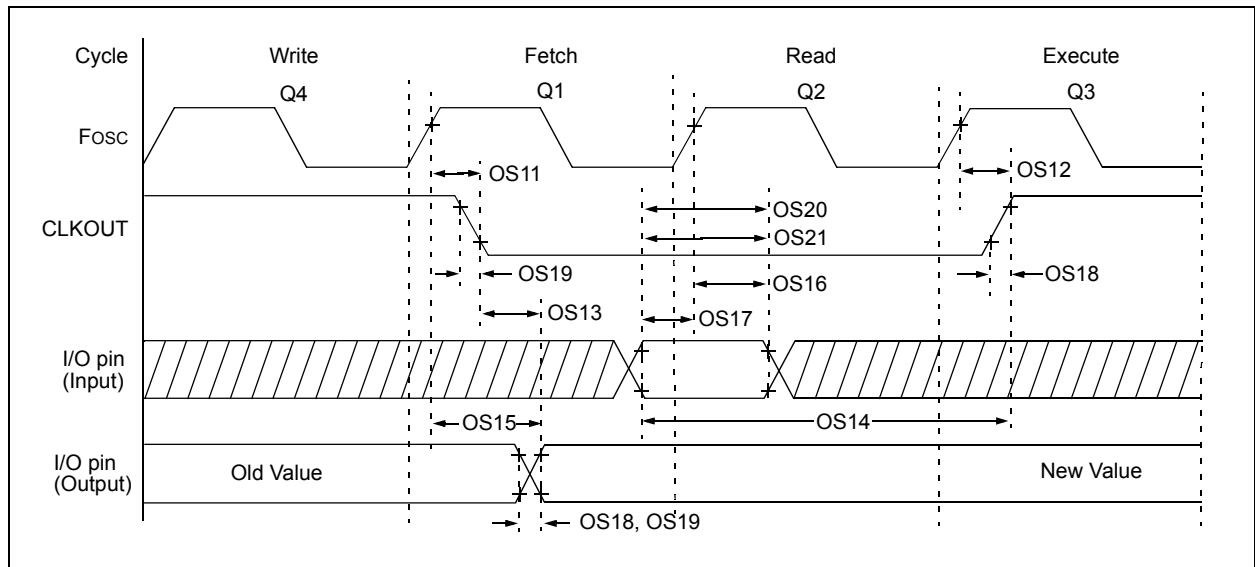 Cycle Write Fetch Read Execute
Q4 Q1 Q2 Q3
FOSC
OS11 OS12
OS20
CLKOUT
OS21
OS19 OS16 OS18
OS13 OS17
I/O pin
(Input)
OS15 OS14
I/O pin
(Output)
Old Value New Value
OS18, OS19